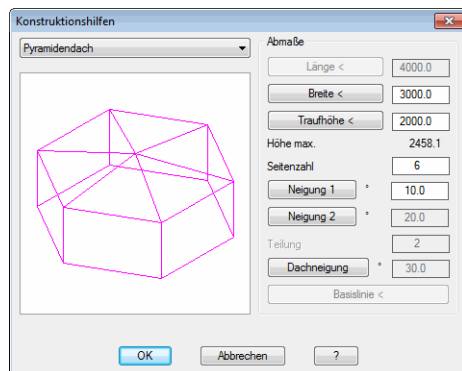 Konstruktionshilfen
Pyramidendach
Abmaße
Länge < 4000.0
Breite < 3000.0
Traufhöhe < 2000.0
Höhe max. 2458.1
Seitenzahl 6
Neigung 1 ° 10.0
Neigung 2 ° 20.0
Teilung 2
Dachneigung ° 30.0
Basislinie <
OK Abbrechen ?